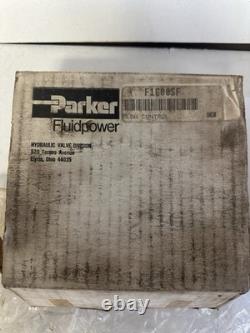 Parker
Fluidpower
HYDRAULIC VALVE DIVISION
520 Ternes Avenue
Elyria, Ohio 44035
F1600SF
FLOW CONTROL